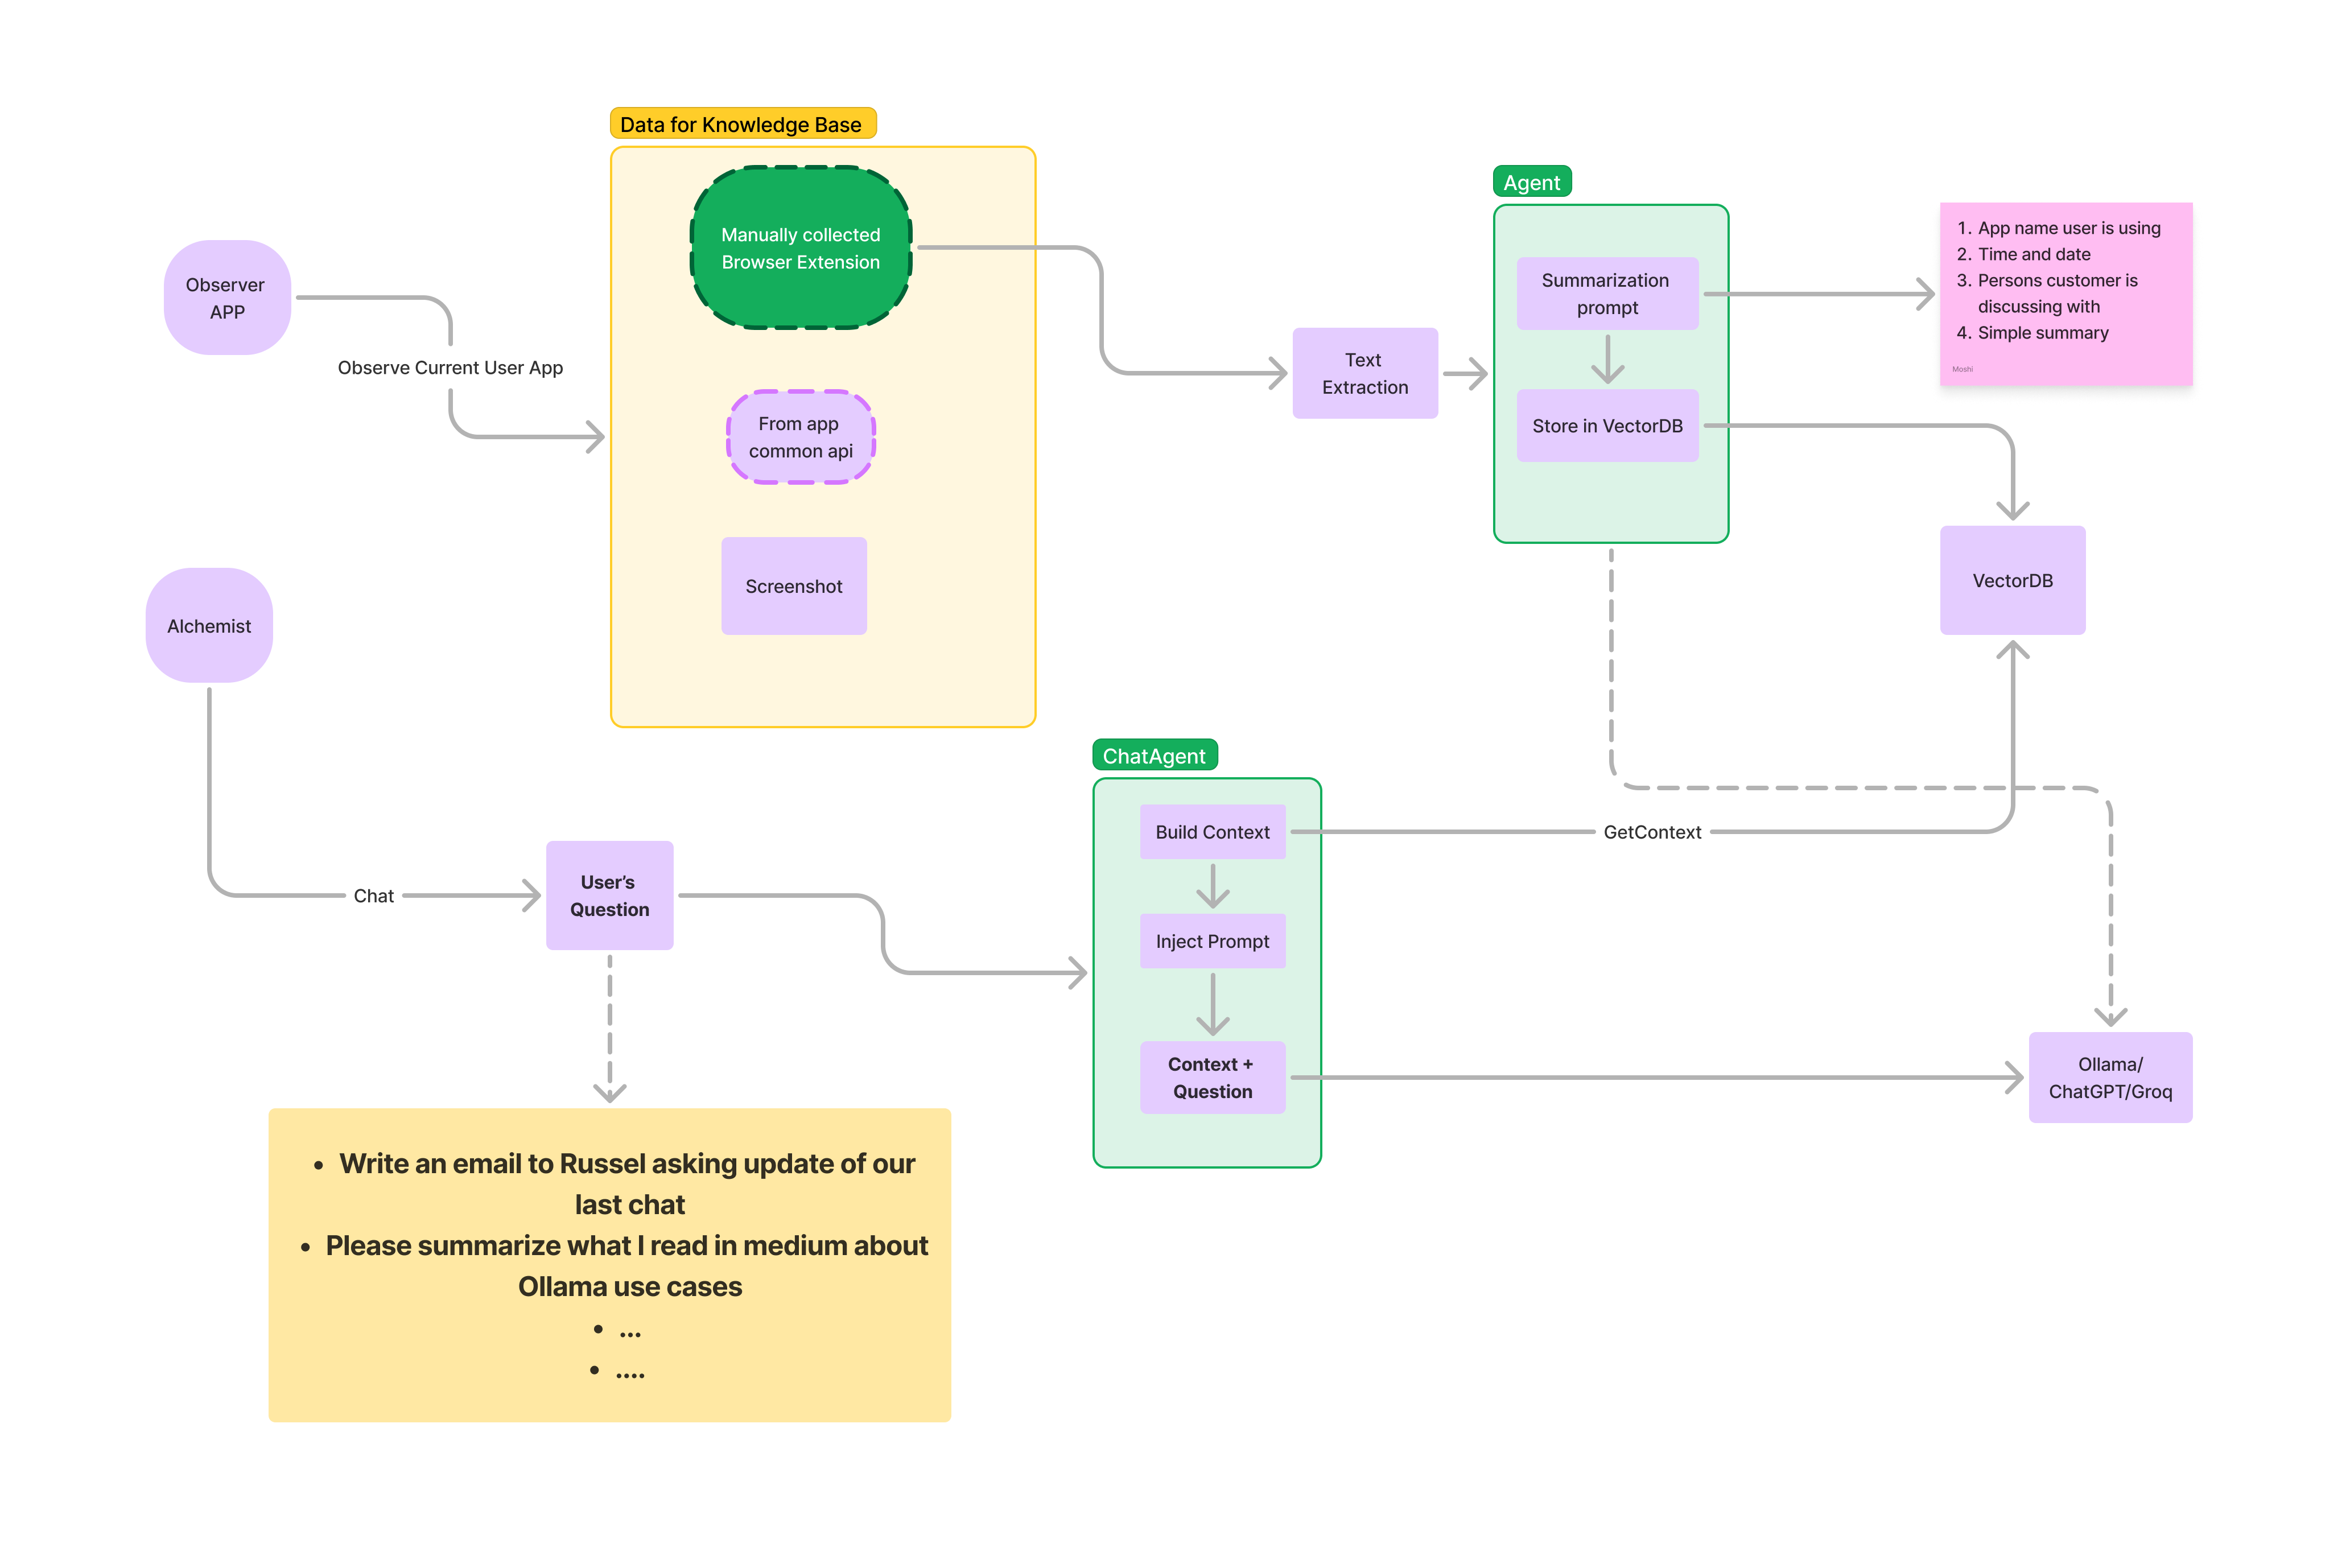 Data for Knowledge Base
Manually collected
Browser Extension
From app
common api
Screenshot
Observer
APP
Observe Current User App
Alchemist
Chat
User’s
Question
• Write an email to Russel asking update of our
last chat
• Please summarize what I read in medium about
Ollama use cases
• ...
• ....
Text
Extraction
Agent
Summarization
prompt
Store in VectorDB
1. App name user is using
2. Time and date
3. Persons customer is
discussing with
4. Simple summary
Moshi
VectorDB
ChatAgent
Build Context
Inject Prompt
Context +
Question
GetContext
Ollama/
ChatGPT/Groq